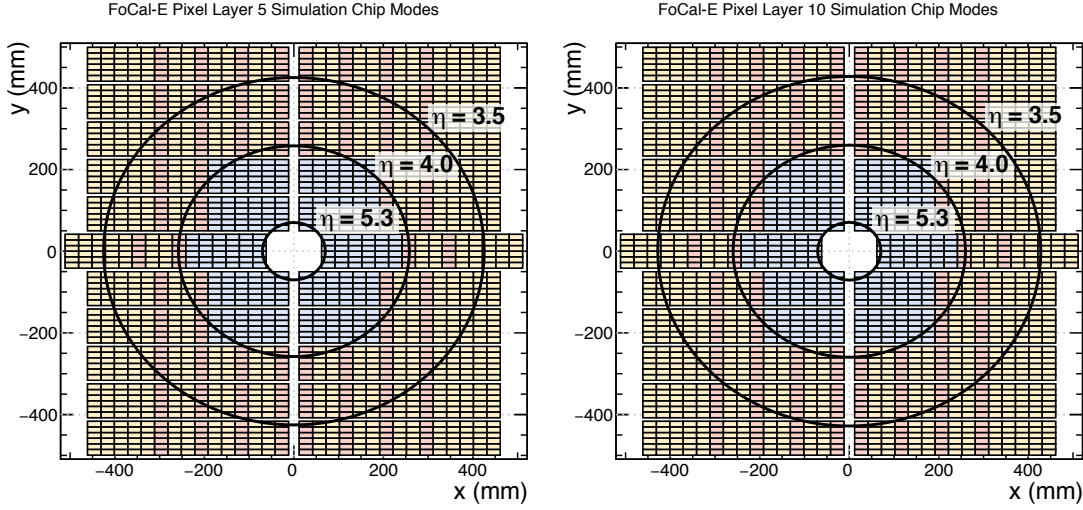 FoCal-E Pixel Layer 5 Simulation Chip Modes
y (mm)
400
200
0
−200
−400
η = 3.5
η = 4.0
η = 5.3
−400 −200 0 200 400
x (mm)
FoCal-E Pixel Layer 10 Simulation Chip Modes
y (mm)
400
200
0
−200
−400
η = 3.5
η = 4.0
η = 5.3
−400 −200 0 200 400
x (mm)